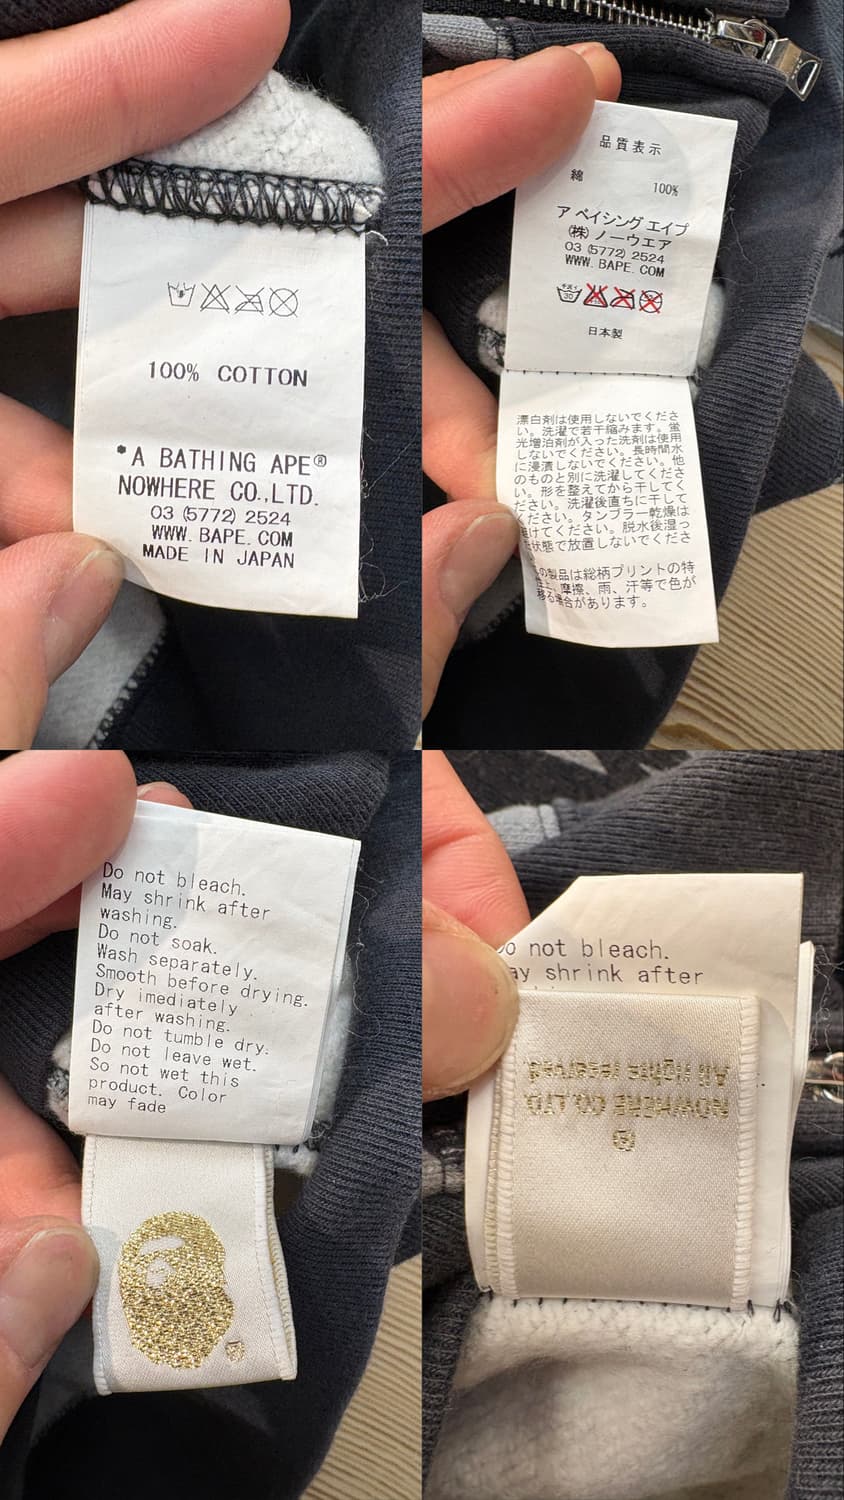 100% COTTON
*A BATHING APE®
NOWHERE CO.,LTD.
03 (5772) 2524
WWW.BAPE.COM
MADE IN JAPAN
品質表示
綿 100%
ア ベイシング エイプ
(株) ノーウエア
03 (5772) 2524
WWW.BAPE.COM
30
日本製
漂白剤は使用しないでくださ
い。洗濯で若干縮みます。蛍
光増泊剤が入った洗剤は使用
しないでください。長時間水
に浸漬しないでください。他
のものと別に洗濯してくださ
い。形を整えてから干してく
ださい。洗濯後直ちに干して
ください。タンブラー乾燥は
けてください。脱水後湿っ
状態で放置しないでくださ
の製品は総柄プリントの特
性上、摩擦、雨、汗等で色が
移る場合があります。
Do not bleach.
May shrink after
washing.
Do not soak.
Wash separately.
Smooth before drying.
Dry imediately
after washing.
Do not tumble dry.
Do not leave wet.
So not wet this
product. Color
may fade
Do not bleach.
ay shrink after
®
NOWHERE CO.LTD.
All rights reserved.